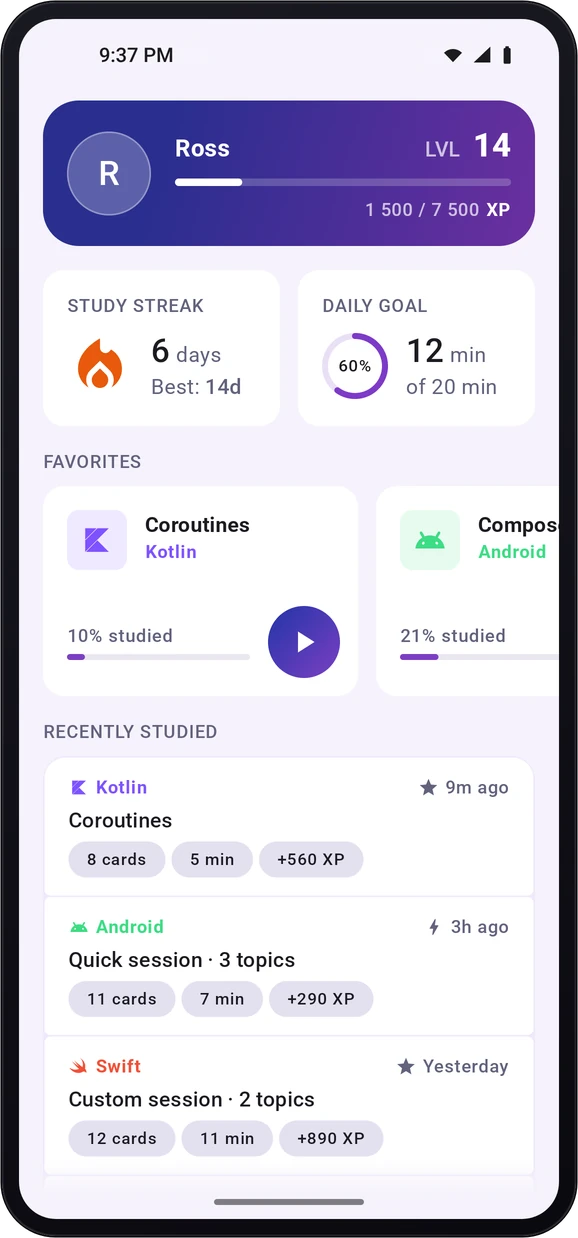 9:37 PM
R
Ross
LVL 14
1 500 / 7 500 XP
STUDY STREAK
6 days
Best: 14d
DAILY GOAL
60%
12 min
of 20 min
FAVORITES
Coroutines
Kotlin
10% studied
Compos
Android
21% studied
RECENTLY STUDIED
Kotlin
9m ago
Coroutines
8 cards
5 min
+560 XP
Android
3h ago
Quick session · 3 topics
11 cards
7 min
+290 XP
Swift
Yesterday
Custom session · 2 topics
12 cards
11 min
+890 XP